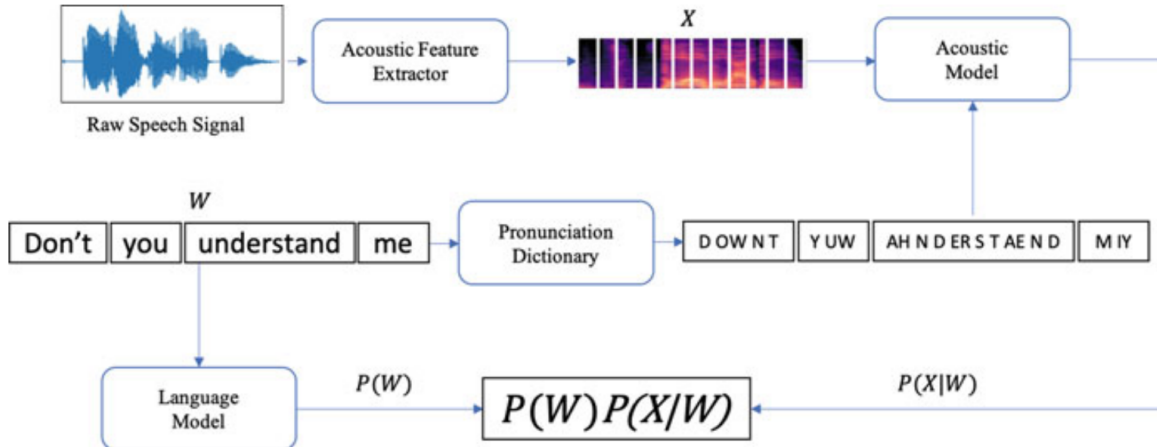 X
Acoustic Feature
Extractor
Acoustic
Model
Raw Speech Signal
W
Don't you understand me
Pronunciation
Dictionary
D OW N T Y UW AH N D ER S T AE N D M IY
Language
Model
P(W)
P(W)P(X/W)
P(X|W)